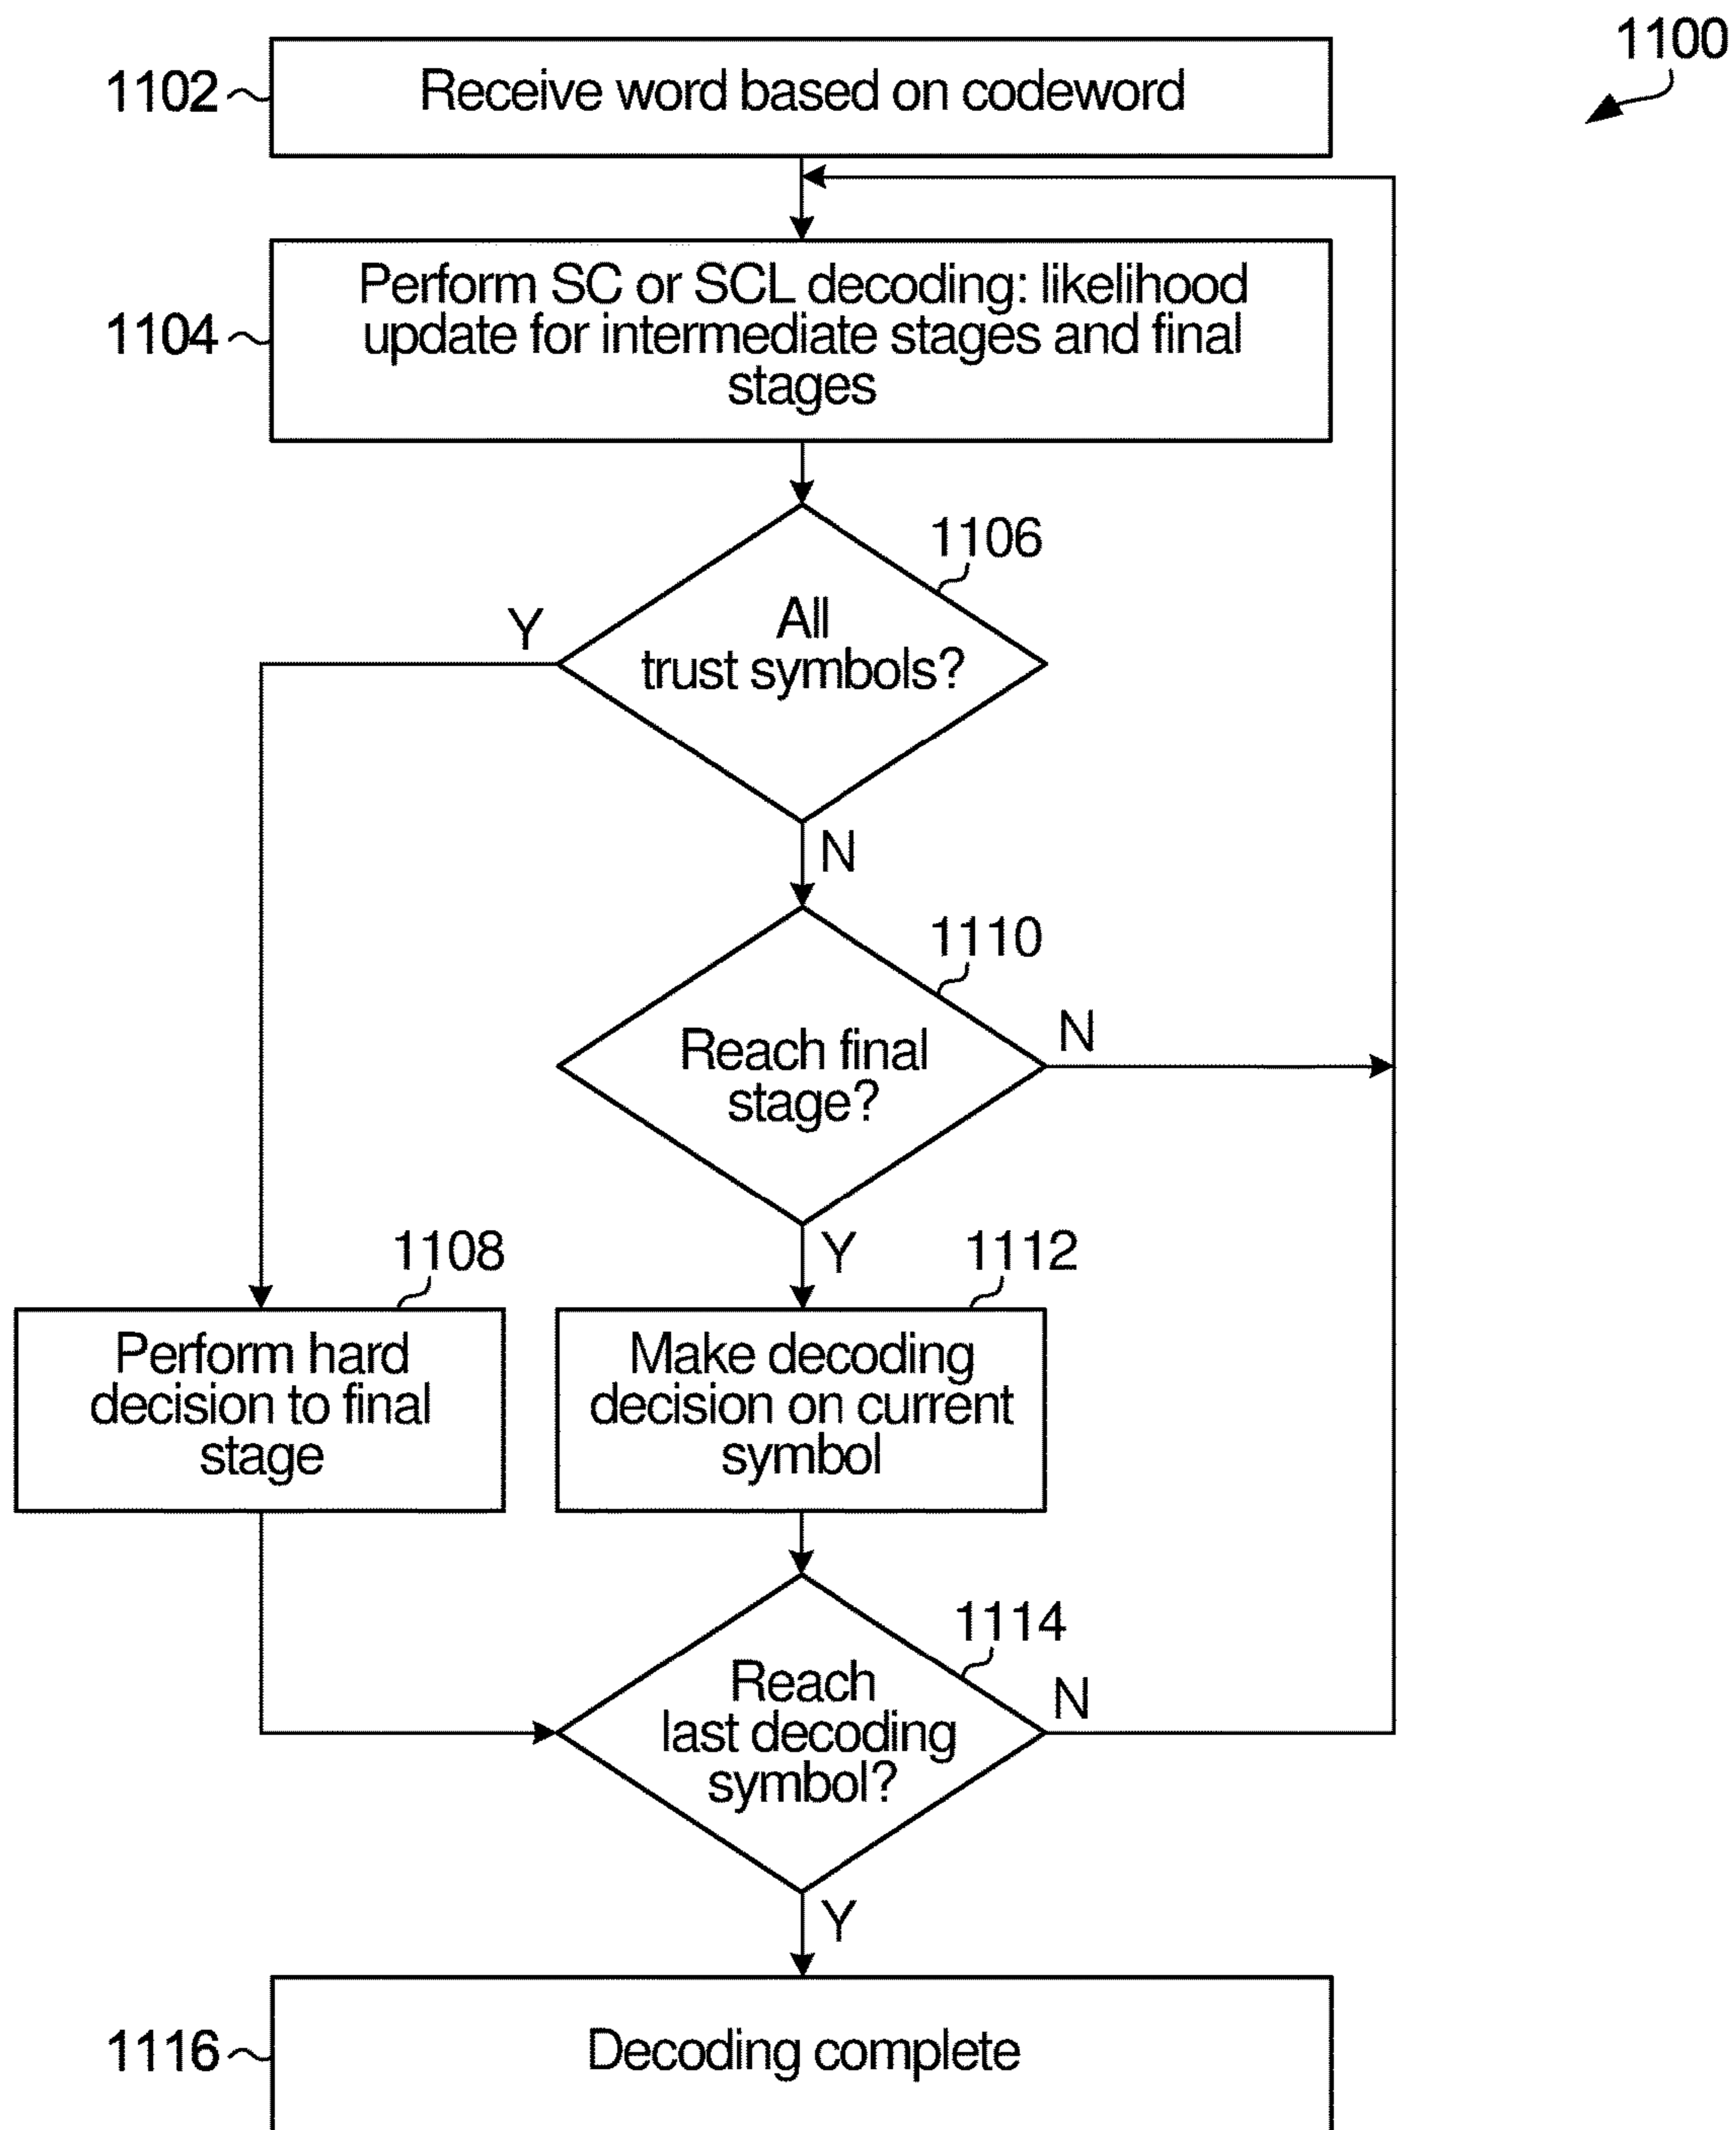 1100
1102
Receive word based on codeword
1104
Perform SC or SCL decoding: likelihood
update for intermediate stages and final
stages
1106
All
trust symbols?
Y
N
1110
Reach final
stage?
N
Y
1108
Perform hard
decision to final
stage
1112
Make decoding
decision on current
symbol
1114
Reach
last decoding
symbol?
N
Y
1116
Decoding complete